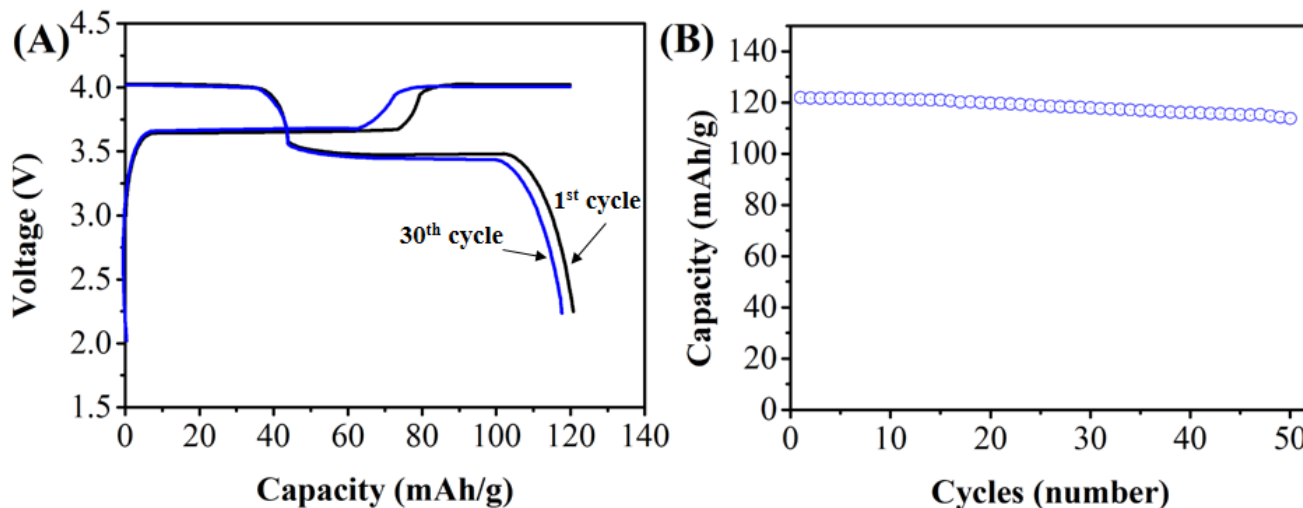 (A)
4.5
4.0
3.5
3.0
2.5
2.0
1.5
Voltage (V)
1st cycle
30th cycle
0 20 40 60 80 100 120 140
Capacity (mAh/g)
(B)
140
120
100
80
60
40
20
0
Capacity (mAh/g)
0 10 20 30 40 50
Cycles (number)